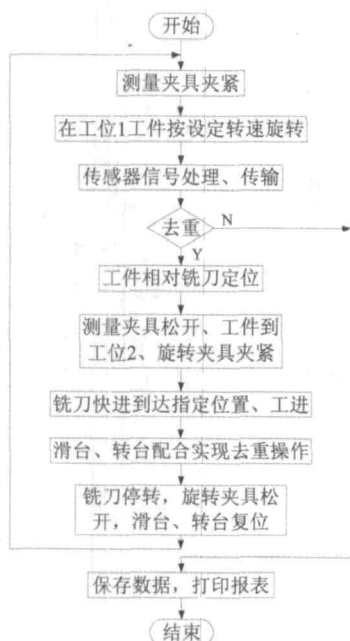 开始
测量夹具夹紧
在工位1工件按设定转速旋转
传感器信号处理、传输
去重
N
Y
工件相对铣刀定位
测量夹具松开、工件到
工位2、旋转夹具夹紧
铣刀快进到达指定位置、工进
滑台、转台配合实现去重操作
铣刀停转，旋转夹具松
开，滑台、转台复位
保存数据，打印报表
结束